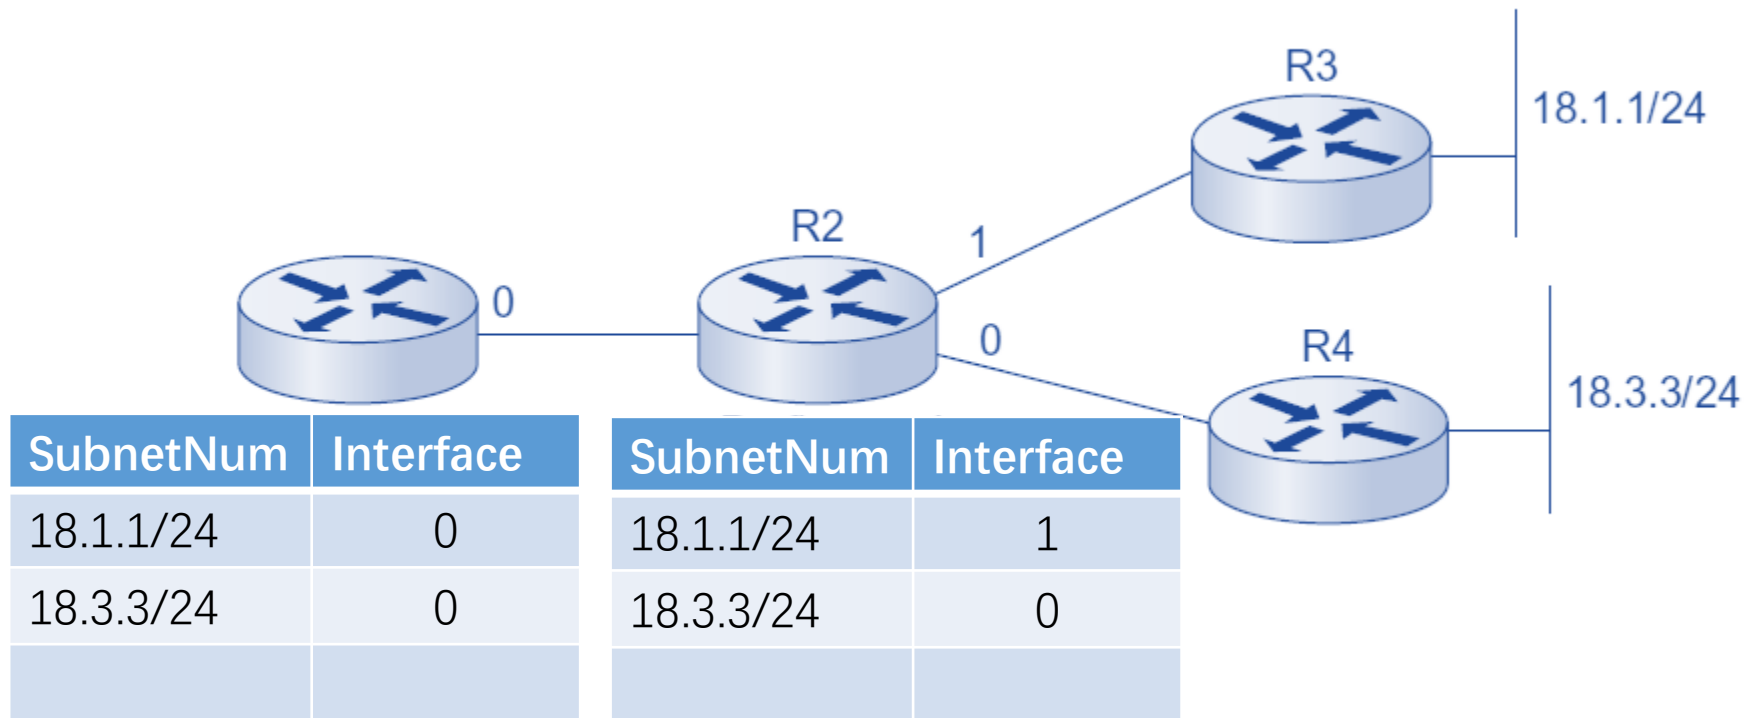 R3
18.1.1/24
R2
1
0
0
R4
18.3.3/24
SubnetNum Interface
18.1.1/24 0
18.3.3/24 0
SubnetNum Interface
18.1.1/24 1
18.3.3/24 0